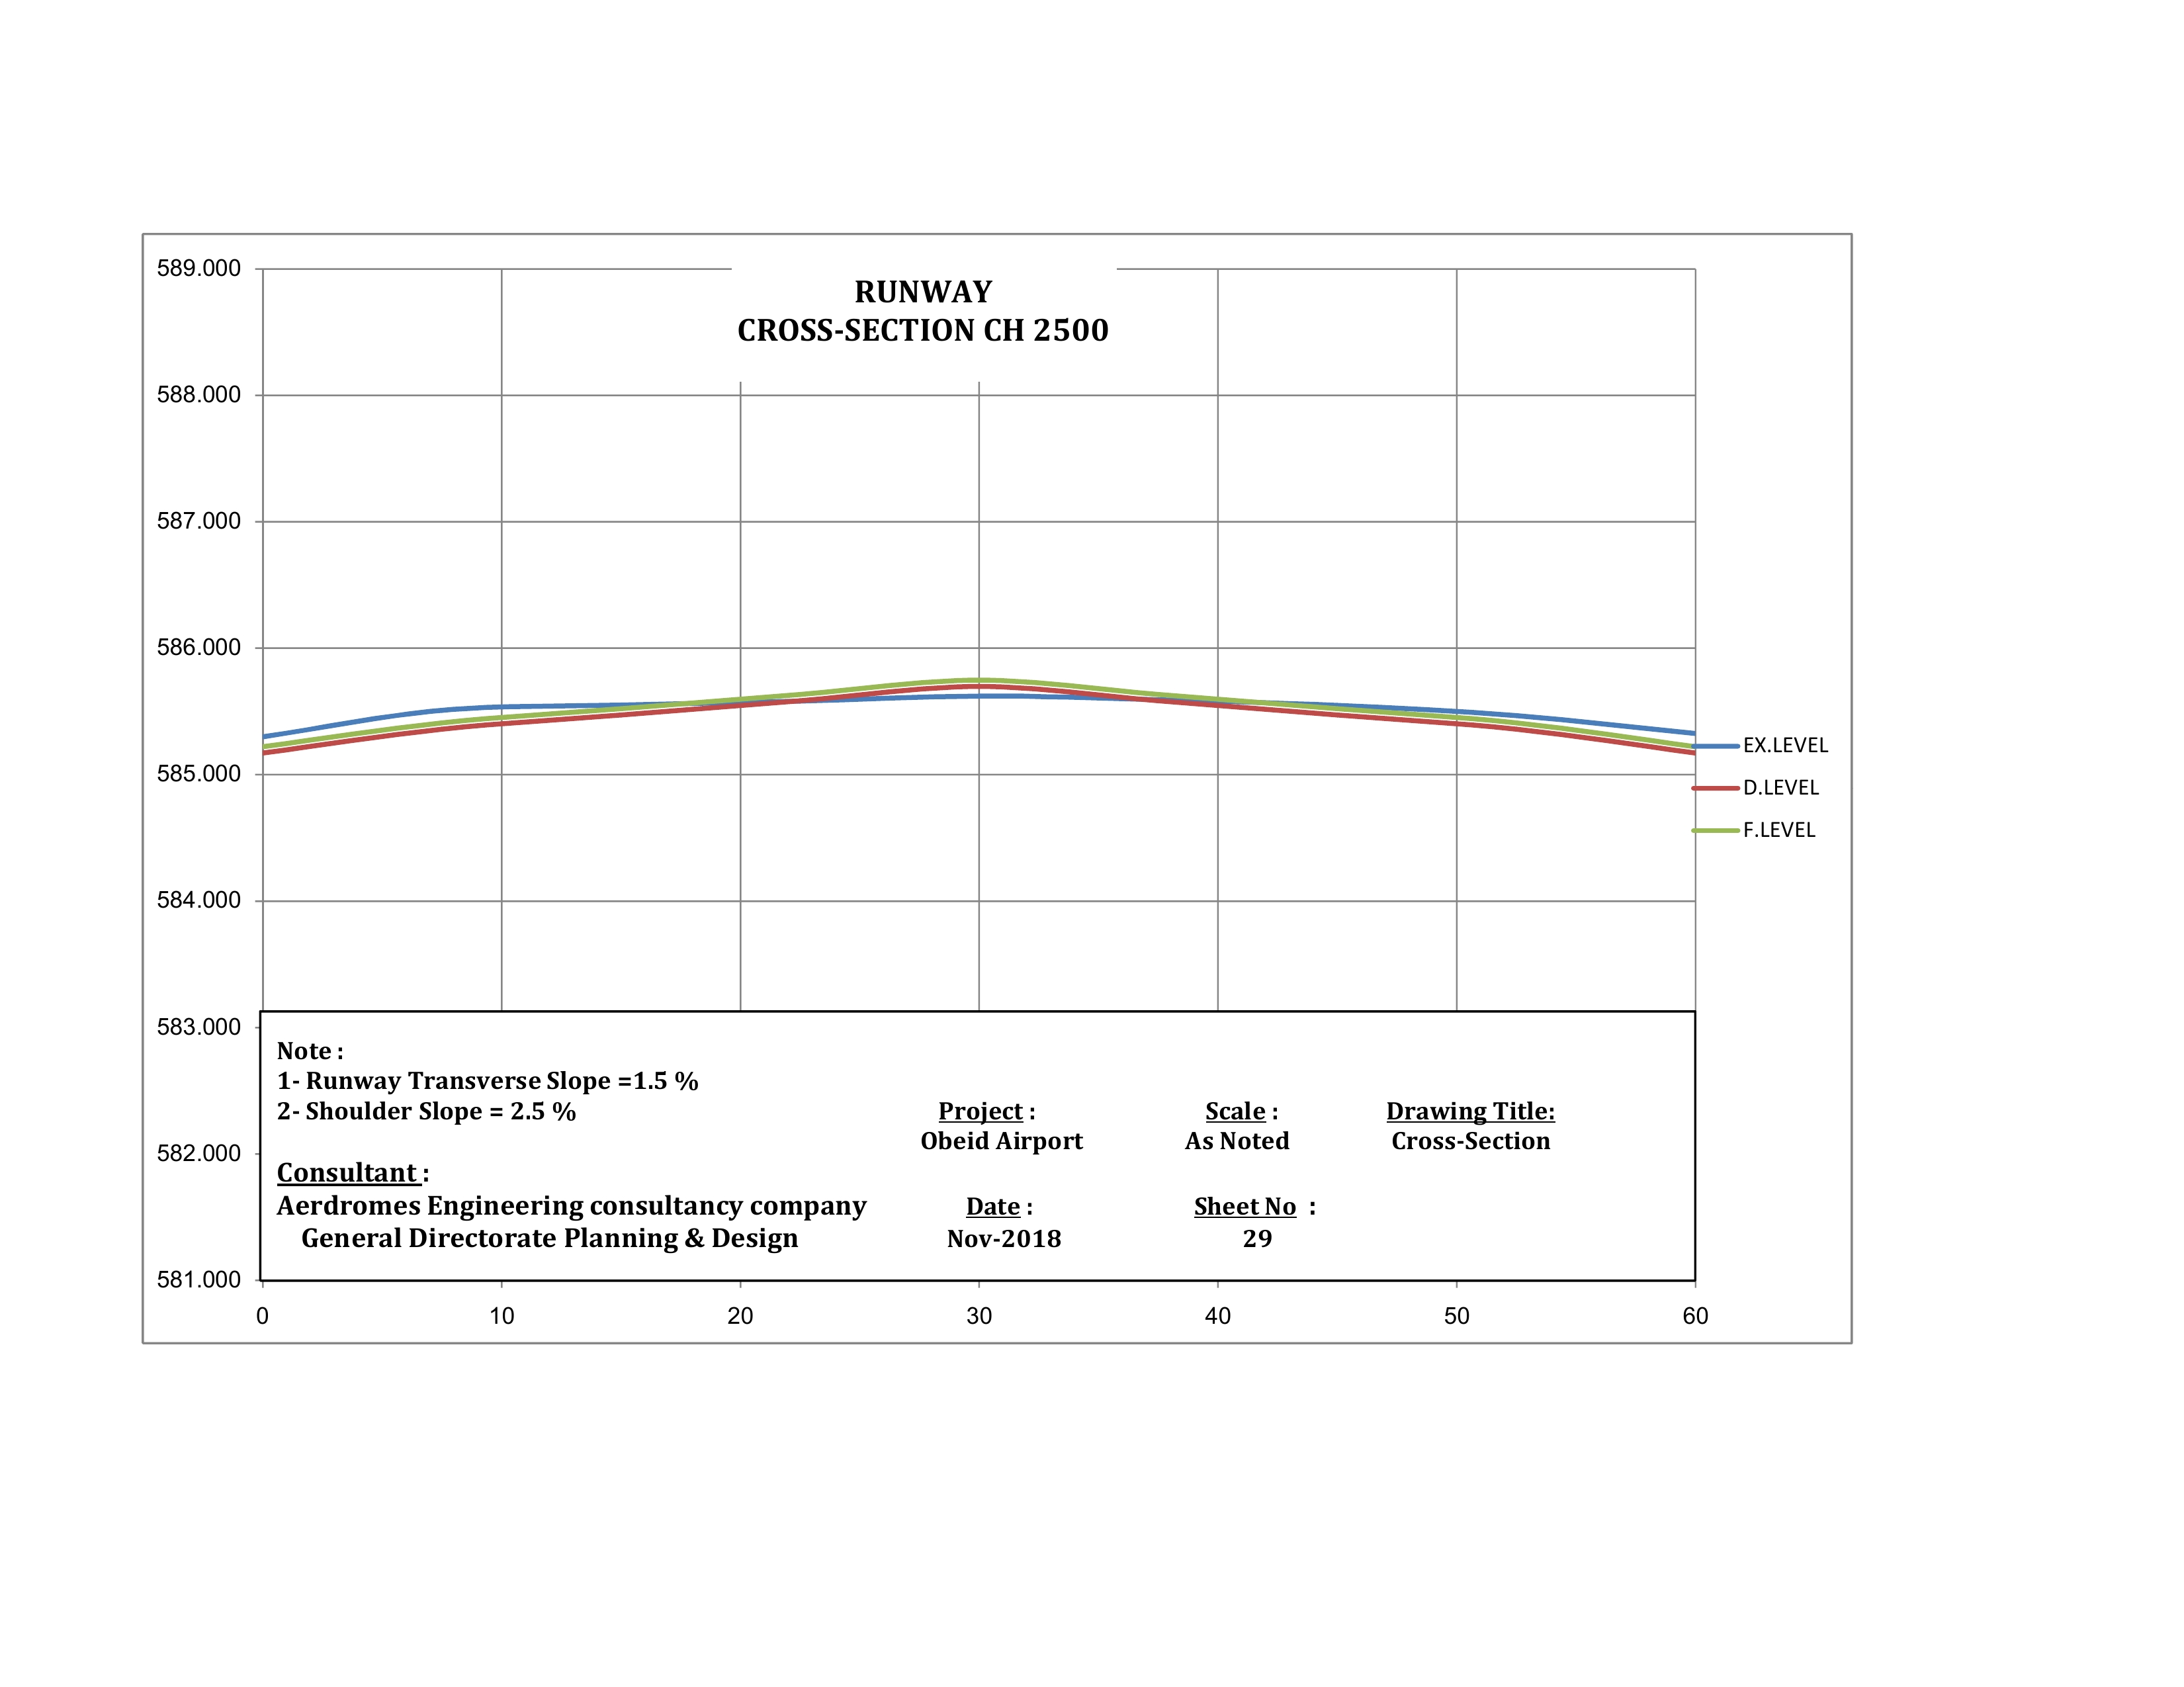 RUNWAY
CROSS-SECTION CH 2500
589.000
588.000
587.000
586.000
585.000
584.000
583.000
582.000
581.000
0 10 20 30 40 50 60
EX.LEVEL
D.LEVEL
F.LEVEL
Note :
1- Runway Transverse Slope =1.5 %
2- Shoulder Slope = 2.5 %
Consultant :
Aerdromes Engineering consultancy company
General Directorate Planning & Design
Project :
Obeid Airport
Scale :
As Noted
Drawing Title:
Cross-Section
Date :
Nov-2018
Sheet No :
29